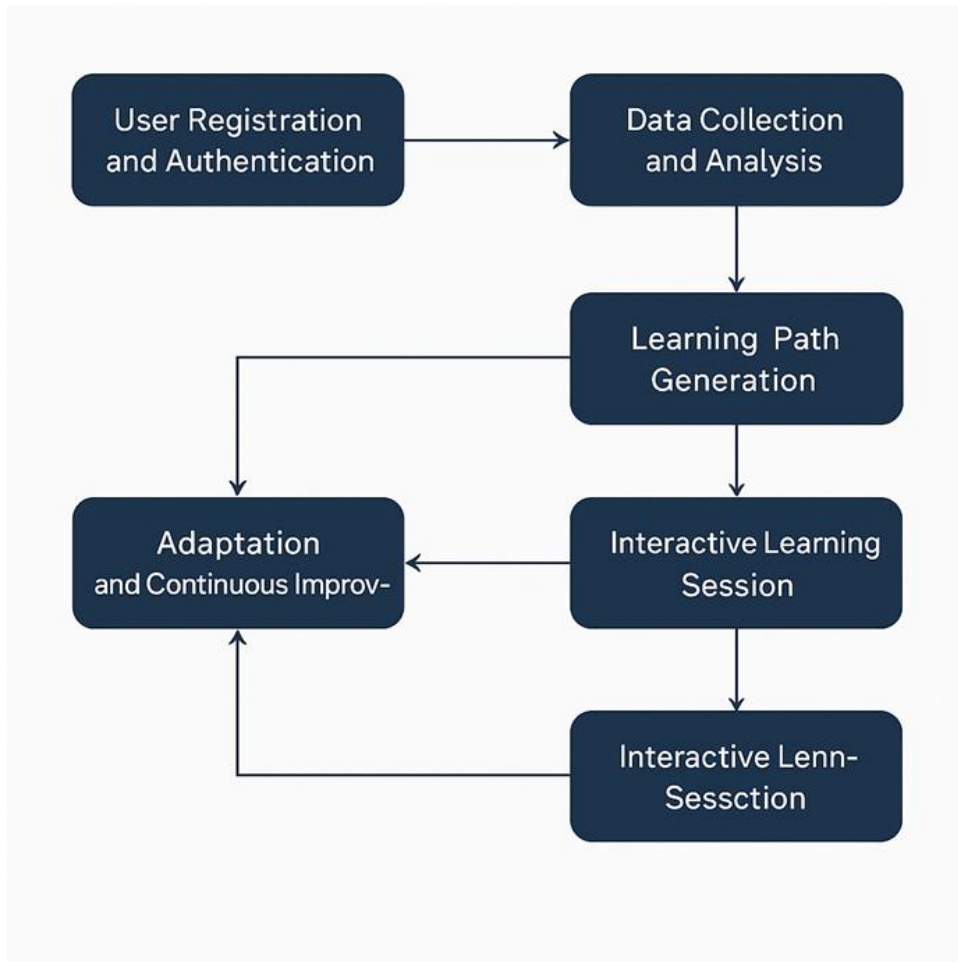 User Registration
and Authentication
Data Collection
and Analysis
Learning Path
Generation
Adaptation
and Continuous Improv-
Interactive Learning
Session
Interactive Lenn-
Sessction